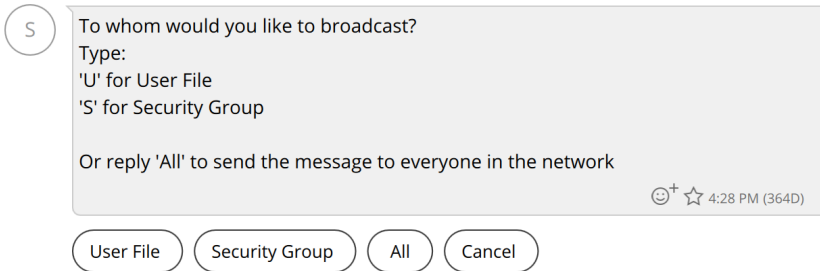 S
To whom would you like to broadcast?
Type:
'U' for User File
'S' for Security Group
Or reply 'All' to send the message to everyone in the network
4:28 PM (364D)
User File Security Group All Cancel